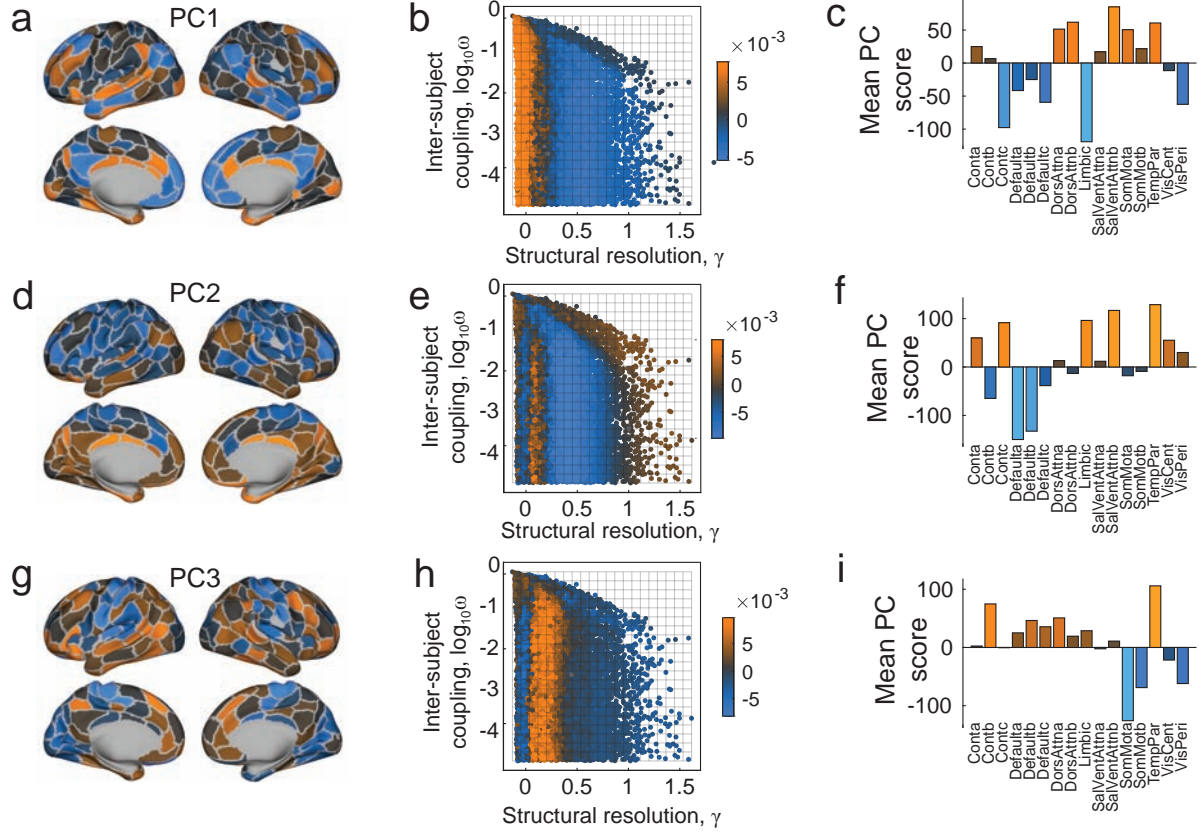 a
PC1
b
0
-1
-2
-3
-4
Inter-subject
coupling, log₁₀ω
0
0.5
1
1.5
Structural resolution, γ
×10⁻³
5
0
-5
c
50
0
-50
-100
Mean PC
score
Conta
Contb
Contc
Defaulta
Defaultb
Defaultc
DorsAttna
DorsAttnb
Limbic
SalVentAttna
SalVentAttnb
SomMota
SomMotb
TempPar
VisCent
VisPeri
d
PC2
e
0
-1
-2
-3
-4
Inter-subject
coupling, log₁₀ω
0
0.5
1
1.5
Structural resolution, γ
×10⁻³
5
0
-5
f
100
0
-100
Mean PC
score
Conta
Contb
Contc
Defaulta
Defaultb
Defaultc
DorsAttna
DorsAttnb
Limbic
SalVentAttna
SalVentAttnb
SomMota
SomMotb
TempPar
VisCent
VisPeri
g
PC3
h
0
-1
-2
-3
-4
Inter-subject
coupling, log₁₀ω
0
0.5
1
1.5
Structural resolution, γ
×10⁻³
5
0
-5
i
100
0
-100
Mean PC
score
Conta
Contb
Contc
Defaulta
Defaultb
Defaultc
DorsAttna
DorsAttnb
Limbic
SalVentAttna
SalVentAttnb
SomMota
SomMotb
TempPar
VisCent
VisPeri